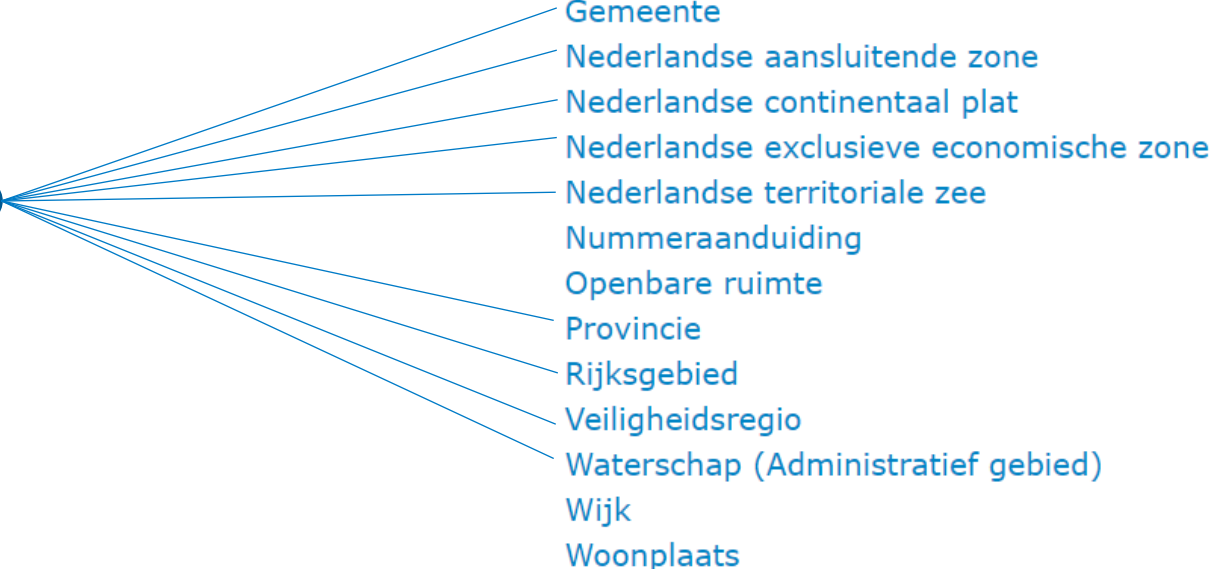 Gemeente
Nederlandse aansluitende zone
Nederlandse continentaal plat
Nederlandse exclusieve economische zone
Nederlandse territoriale zee
Nummeraanduiding
Openbare ruimte
Provincie
Rijksgebied
Veiligheidsregio
Waterschap (Administratief gebied)
Wijk
Woonplaats